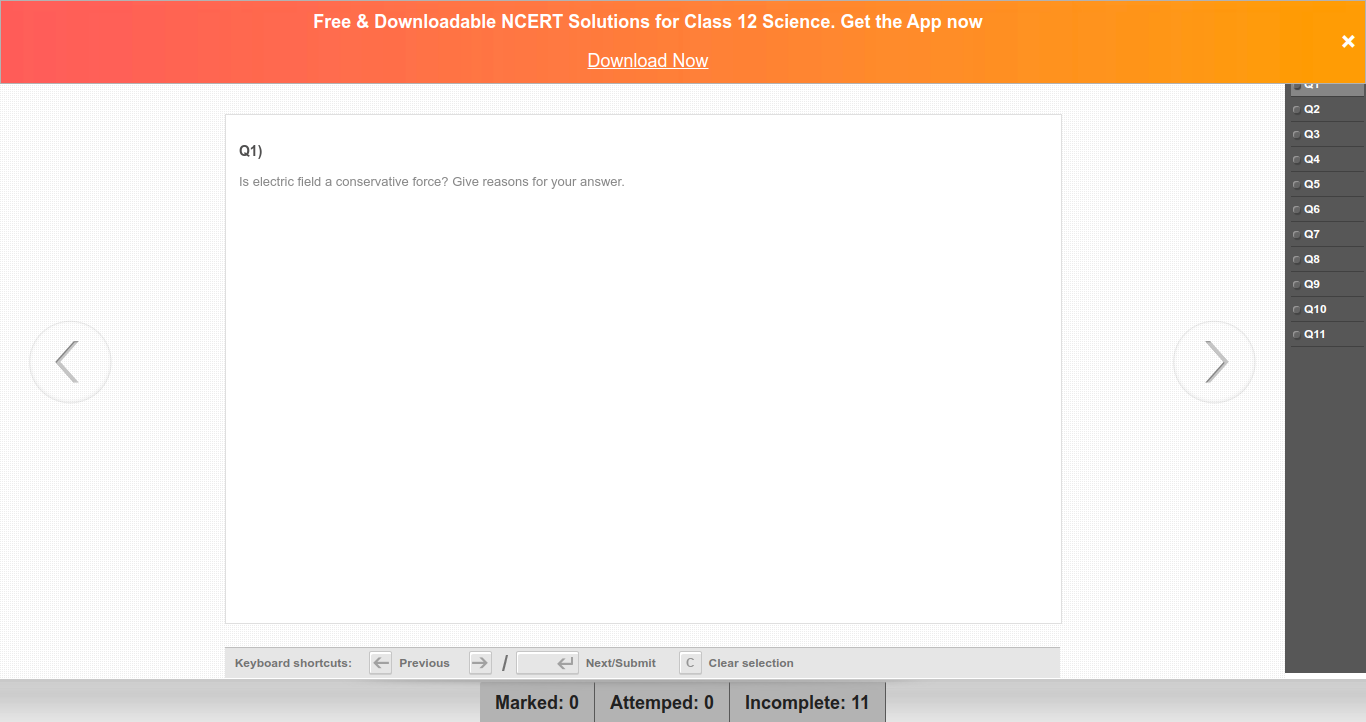 Free & Downloadable NCERT Solutions for Class 12 Science. Get the App now
Download Now
×
Q1
Q2
Q3
Q4
Q5
Q6
Q7
Q8
Q9
Q10
Q11
Q1)
Is electric field a conservative force? Give reasons for your answer.
Keyboard shortcuts: Previous / Next/Submit C Clear selection
Marked: 0 Attemped: 0 Incomplete: 11